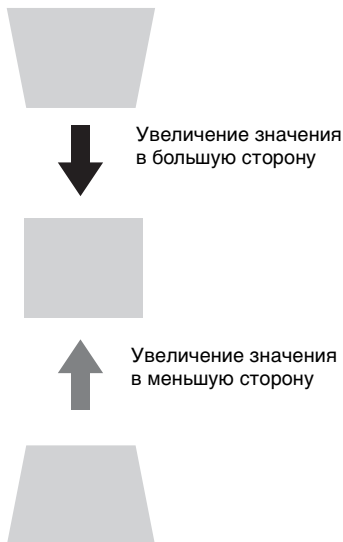 Увеличение значения
в большую сторону
Увеличение значения
в меньшую сторону